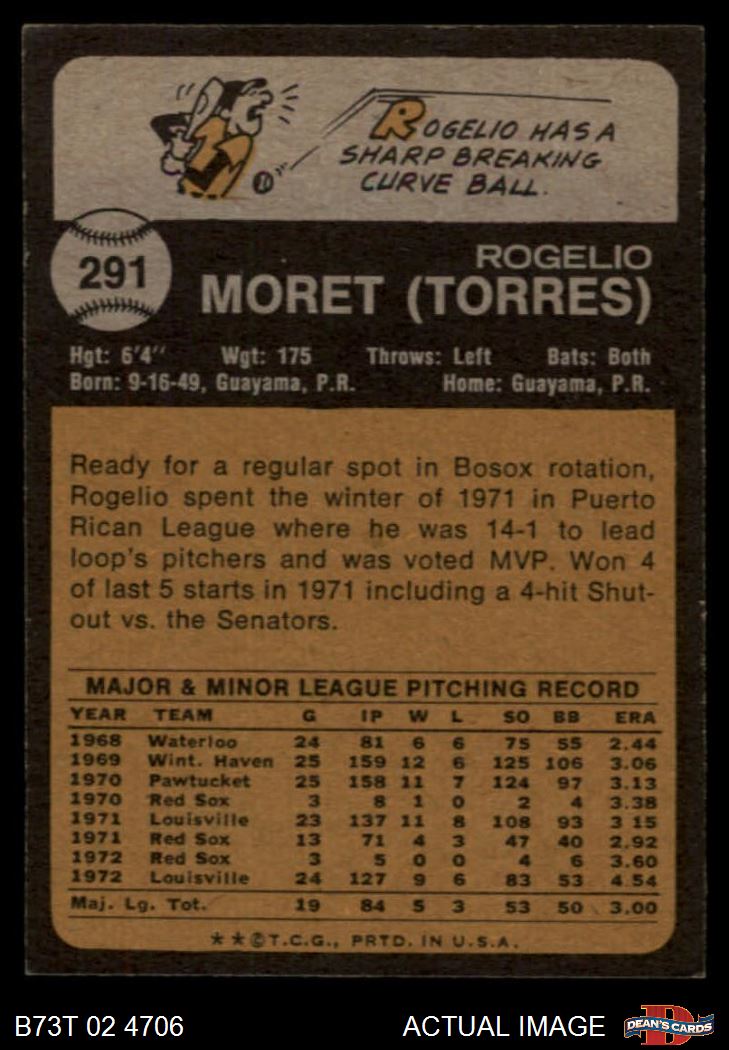 ROGELIO HAS A
SHARP BREAKING
CURVE BALL.
291
ROGELIO
MORET (TORRES)
Hgt: 6'4" Wgt: 175 Throws: Left Bats: Both
Born: 9-16-49, Guayama, P.R. Home: Guayama, P.R.
Ready for a regular spot in Bosox rotation,
Rogelio spent the winter of 1971 in Puerto
Rican League where he was 14-1 to lead
loop's pitchers and was voted MVP. Won 4
of last 5 starts in 1971 including a 4-hit Shut-
out vs. the Senators.
MAJOR & MINOR LEAGUE PITCHING RECORD
YEAR TEAM G IP W L SO BB ERA
1968 Waterloo 24 81 6 6 75 55 2.44
1969 Wint. Haven 25 159 12 6 125 106 3.06
1970 Pawtucket 25 158 11 7 124 97 3.13
1970 Red Sox 3 8 1 0 2 4 3.38
1971 Louisville 23 137 11 8 108 93 3 15
1971 Red Sox 13 71 4 3 47 40 2.92
1972 Red Sox 3 5 0 0 4 6 3.60
1972 Louisville 24 127 9 6 83 53 4.54
Maj. Lg. Tot. 19 84 5 3 53 50 3.00
**©T.C.G., PRTD. IN U.S.A.
B73T 02 4706 ACTUAL IMAGE D DEAN'S CARDS